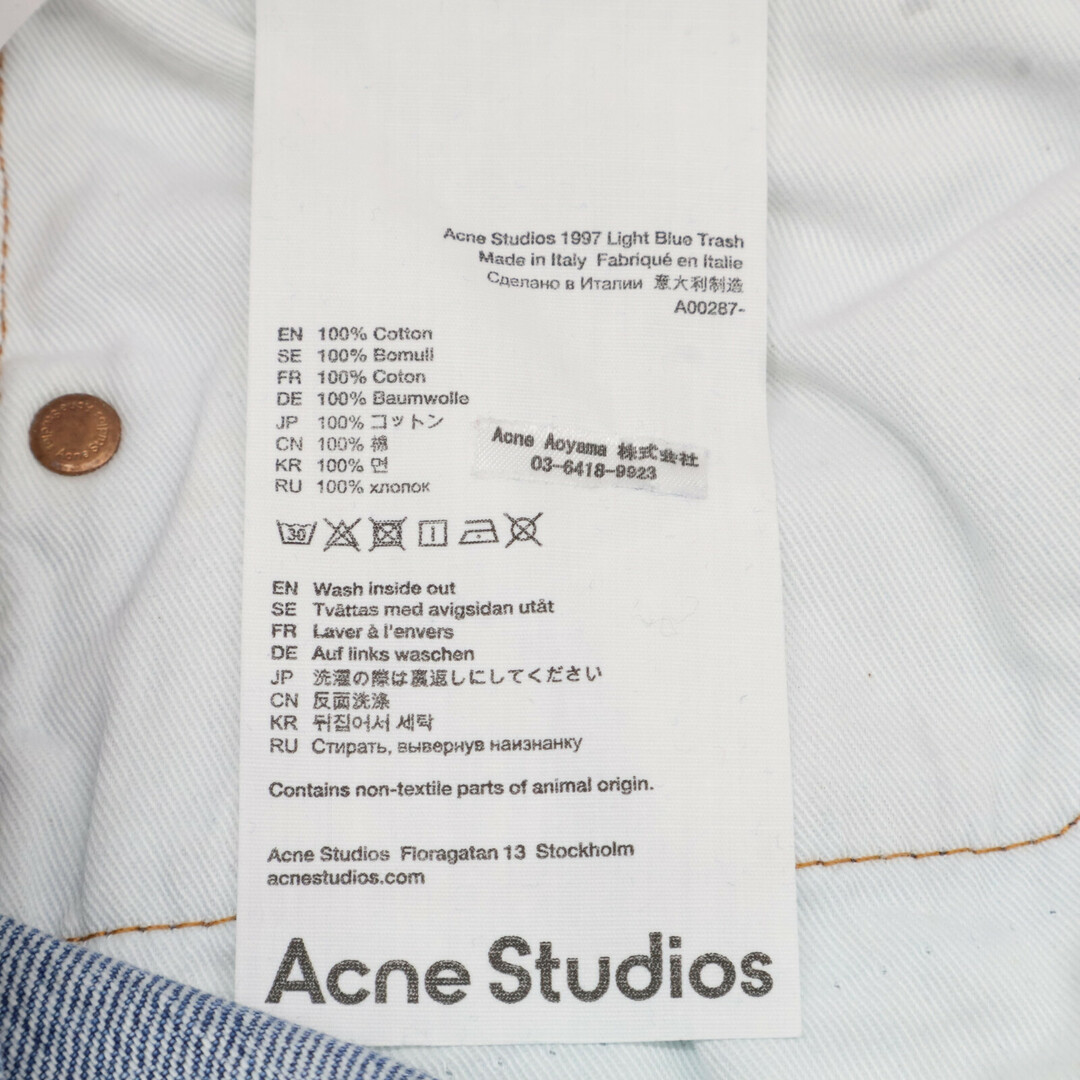 Acne Studios 1997 Light Blue Trash
Made in Italy Fabriqué en Italie
Сделано в Италии 意大利制造
A00287-
EN 100% Cotton
SE 100% Bomull
FR 100% Coton
DE 100% Baumwolle
JP 100% コットン
CN 100% 棉
KR 100% 면
RU 100% хлопок
Acne Aoyama 株式会社
03-6418-9923
30
EN Wash inside out
SE Tvättas med avigsidan utåt
FR Laver à l'envers
DE Auf links waschen
JP 洗濯の際は裏返しにしてください
CN 反面洗涤
KR 뒤집어서 세탁
RU Стирать, вывернув наизнанку
Contains non-textile parts of animal origin.
Acne Studios Floragatan 13 Stockholm
acnestudios.com
Acne Studios